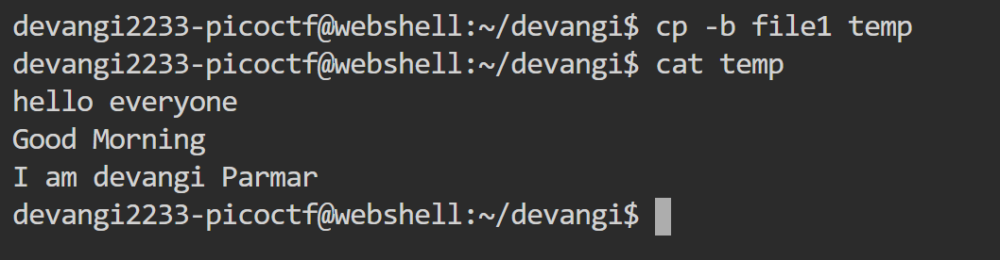 devangi2233-picoctf@webshell:~/devangi$ cp -b file1 temp
devangi2233-picoctf@webshell:~/devangi$ cat temp
hello everyone
Good Morning
I am devangi Parmar
devangi2233-picoctf@webshell:~/devangi$